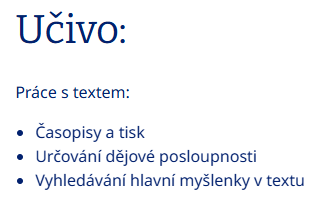 Učivo:
Práce s textem:
• Časopisy a tisk
• Určování dějové posloupnosti
• Vyhledávání hlavní myšlenky v textu